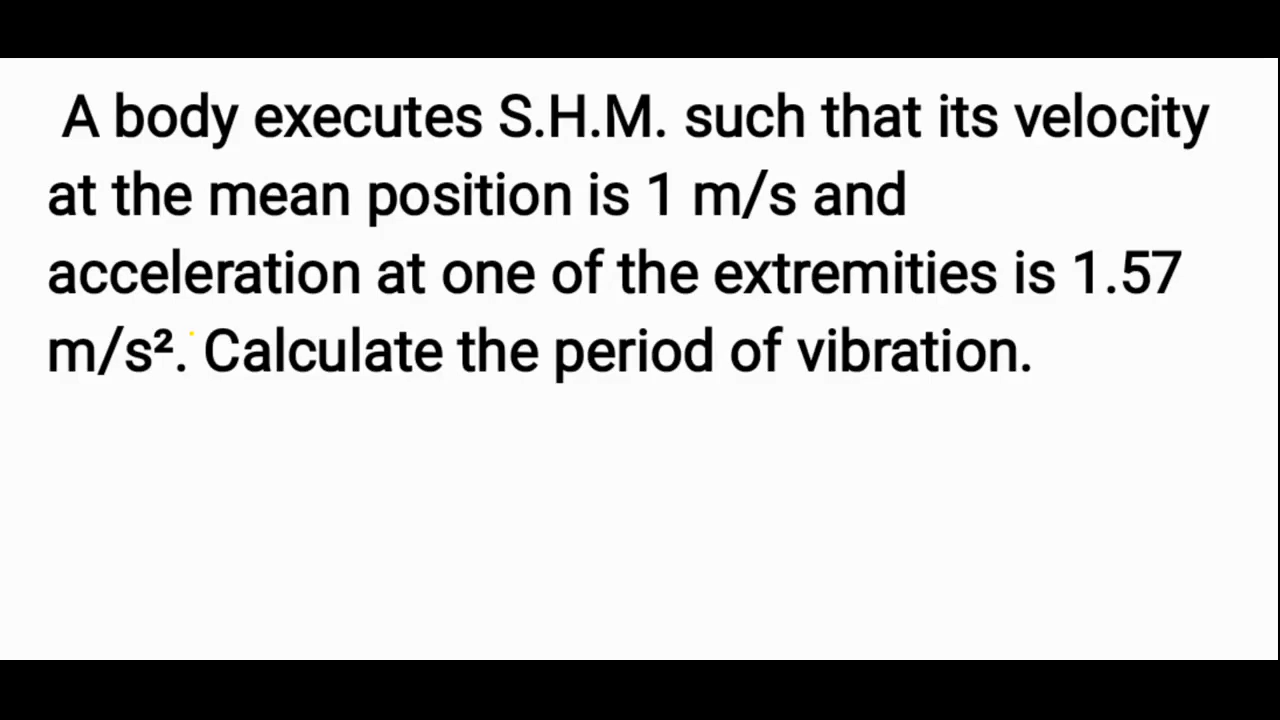 A body executes S.H.M. such that its velocity
at the mean position is 1 m/s and
acceleration at one of the extremities is 1.57
m/s². Calculate the period of vibration.